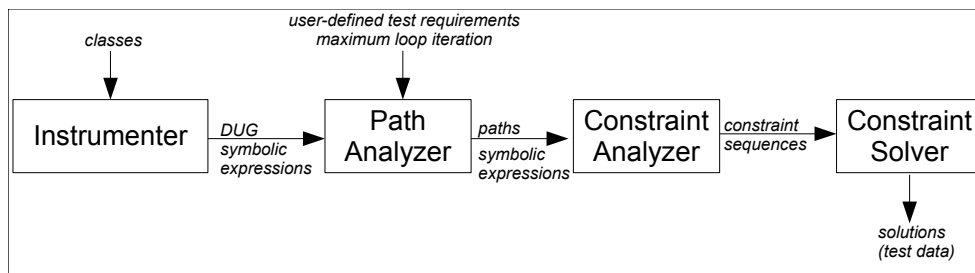 user-defined test requirements
maximum loop iteration
classes
Instrumenter
DUG
symbolic
expressions
Path
Analyzer
paths
symbolic
expressions
Constraint
Analyzer
constraint
sequences
Constraint
Solver
solutions
(test data)